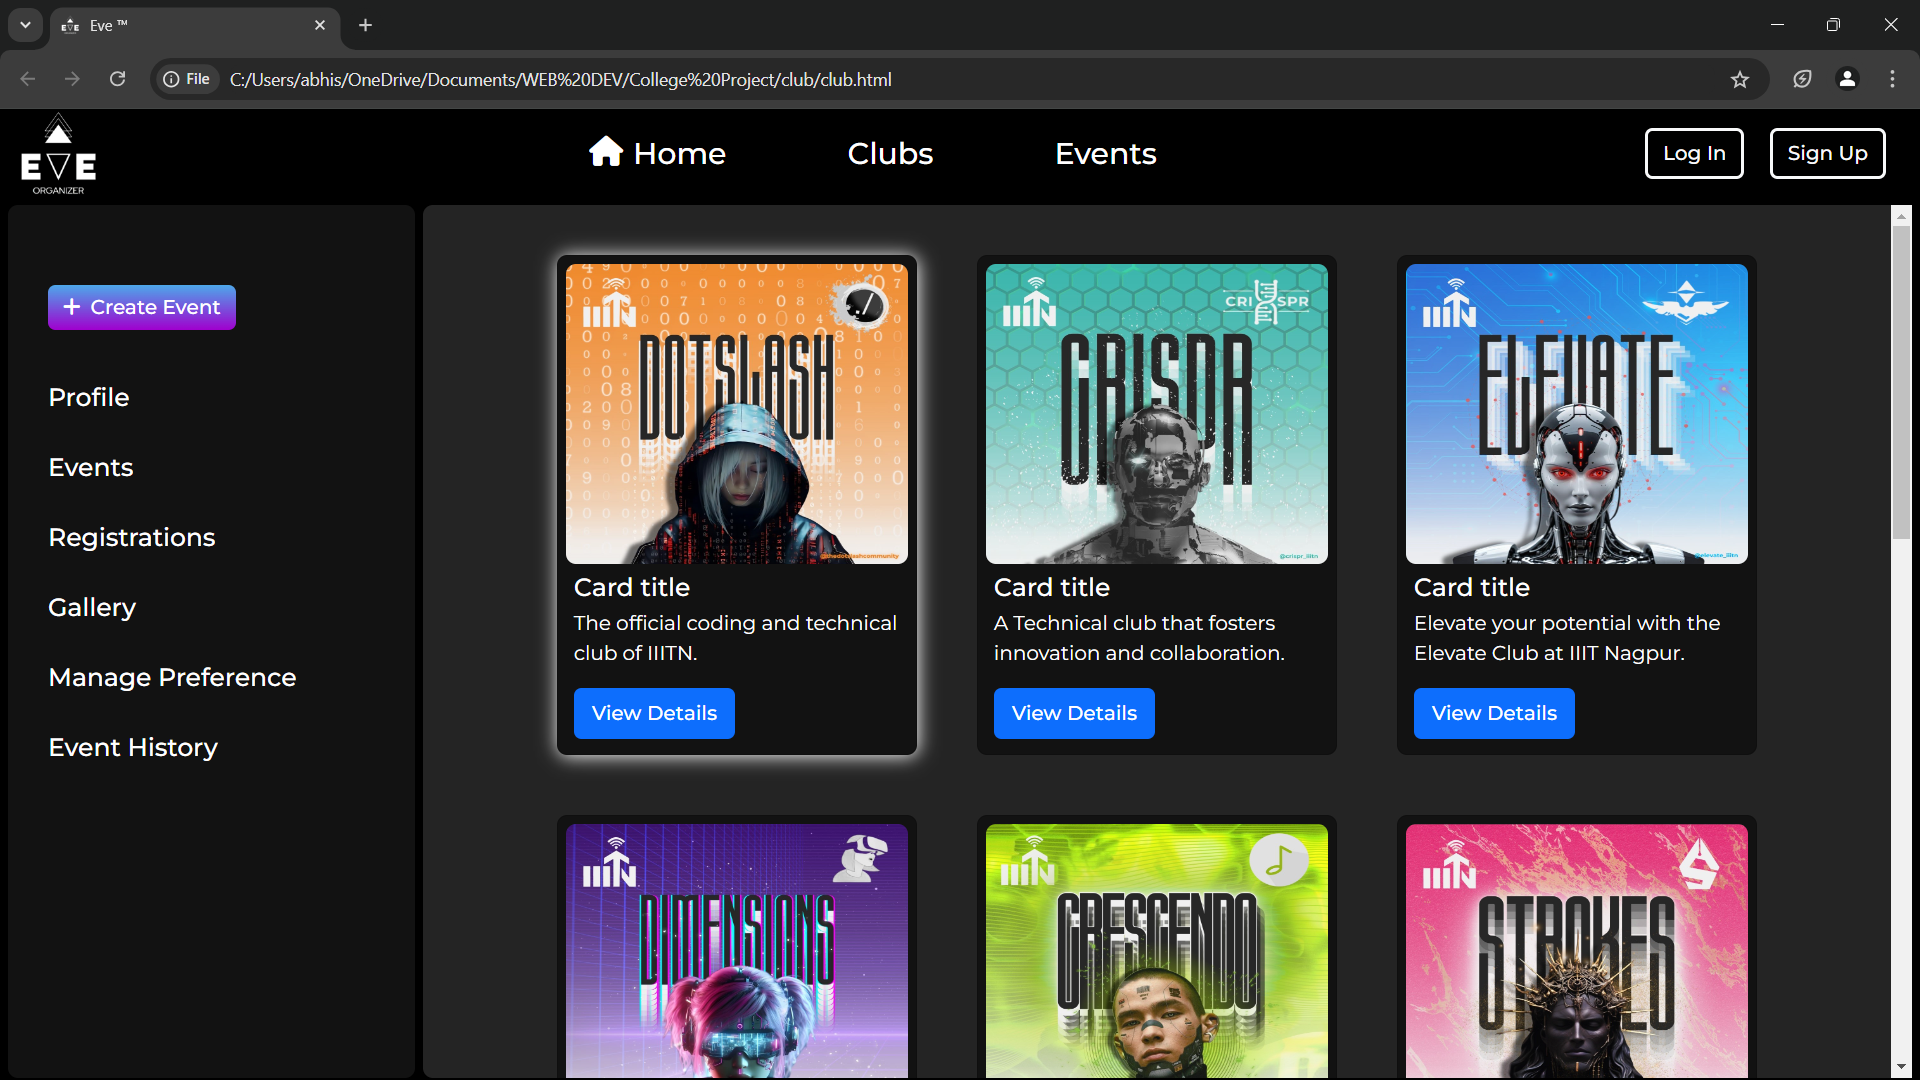 Eve ™
File
C:/Users/abhis/OneDrive/Documents/WEB%20DEV/College%20Project/club/club.html
EVE
ORGANIZER
Home
Clubs
Events
Log In
Sign Up
+ Create Event
Profile
Events
Registrations
Gallery
Manage Preference
Event History
IIITN
./
DOTSLASH
@thedotslashcommunity
Card title
The official coding and technical
club of IIITN.
View Details
IIITN
CRISPR
CRISPR
@crispr_iiitn
Card title
A Technical club that fosters
innovation and collaboration.
View Details
IIITN
ELEVATE
@elevate_iiitn
Card title
Elevate your potential with the
Elevate Club at IIIT Nagpur.
View Details
IIITN
DIMENSIONS
IIITN
CRESCENDO
IIITN
STROKES